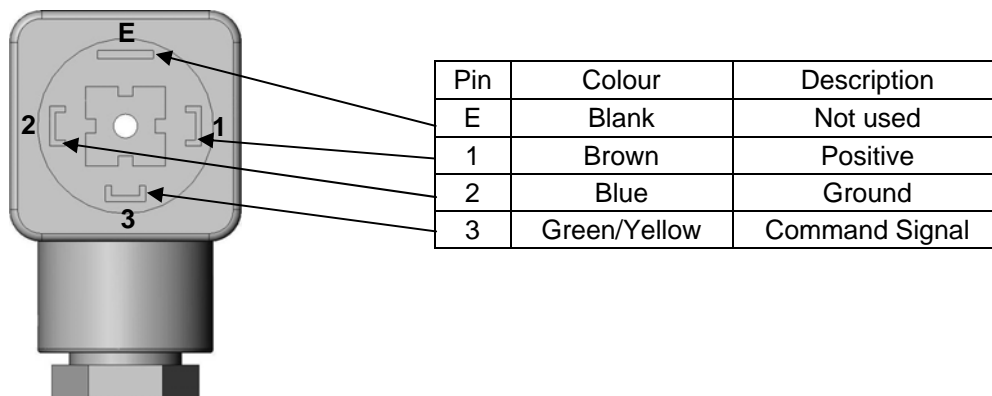 E
2
1
3
Pin Colour Description
E Blank Not used
1 Brown Positive
2 Blue Ground
3 Green/Yellow Command Signal